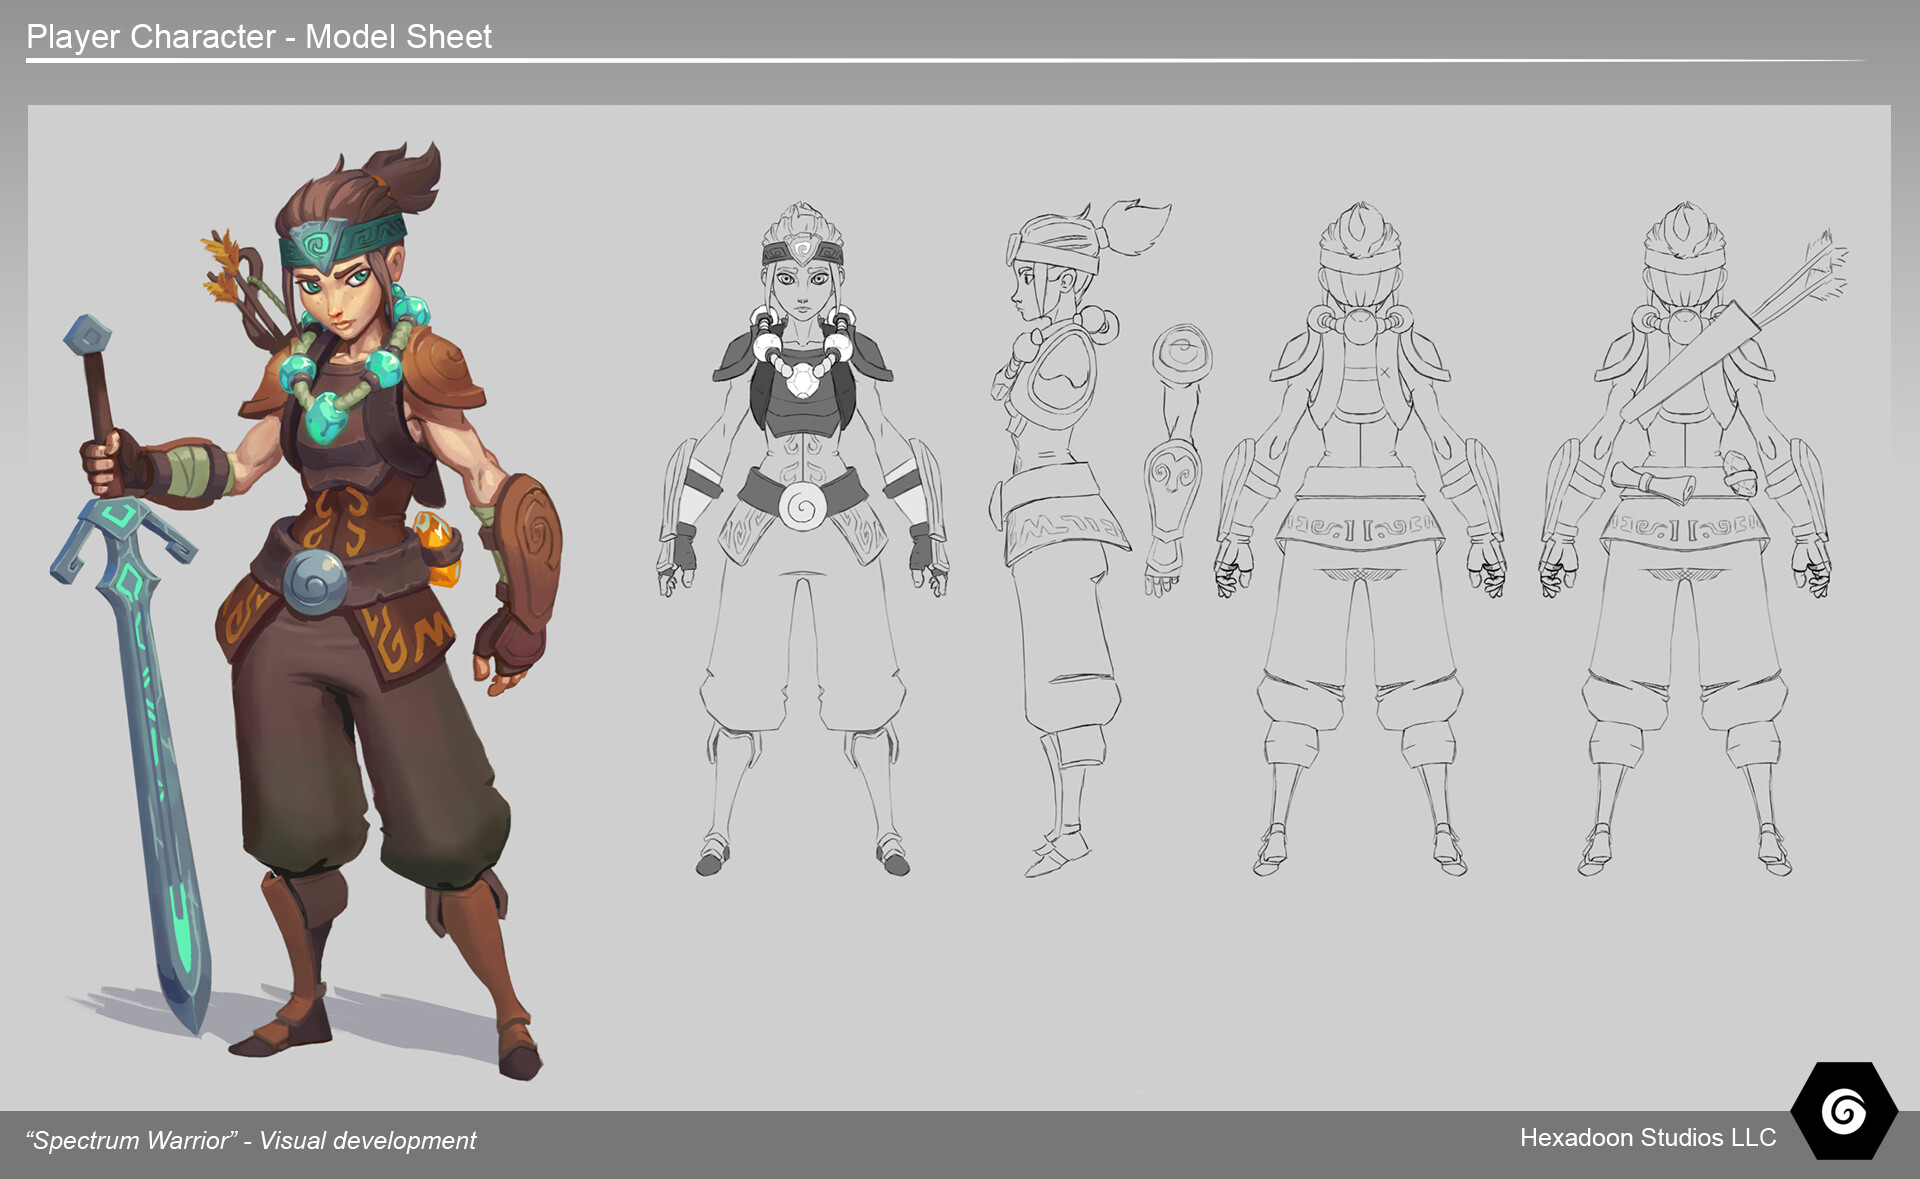 Player Character - Model Sheet
“Spectrum Warrior” - Visual development
Hexadoon Studios LLC